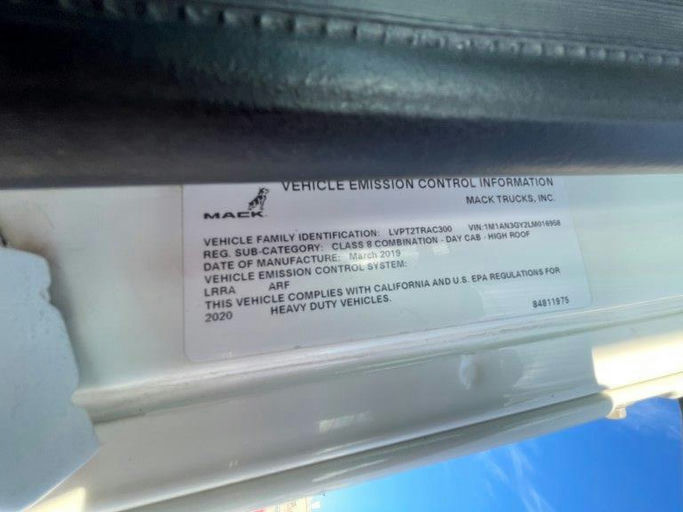 VEHICLE EMISSION CONTROL INFORMATION
MACK
MACK TRUCKS, INC.
VEHICLE FAMILY IDENTIFICATION: LVPT2TRAC300 VIN:1M1AN3GY2LM016958
REG. SUB-CATEGORY: CLASS 8 COMBINATION - DAY CAB - HIGH ROOF
DATE OF MANUFACTURE: March 2019
VEHICLE EMISSION CONTROL SYSTEM:
LRRA ARF
THIS VEHICLE COMPLIES WITH CALIFORNIA AND U.S. EPA REGULATIONS FOR
2020 HEAVY DUTY VEHICLES.
84811975